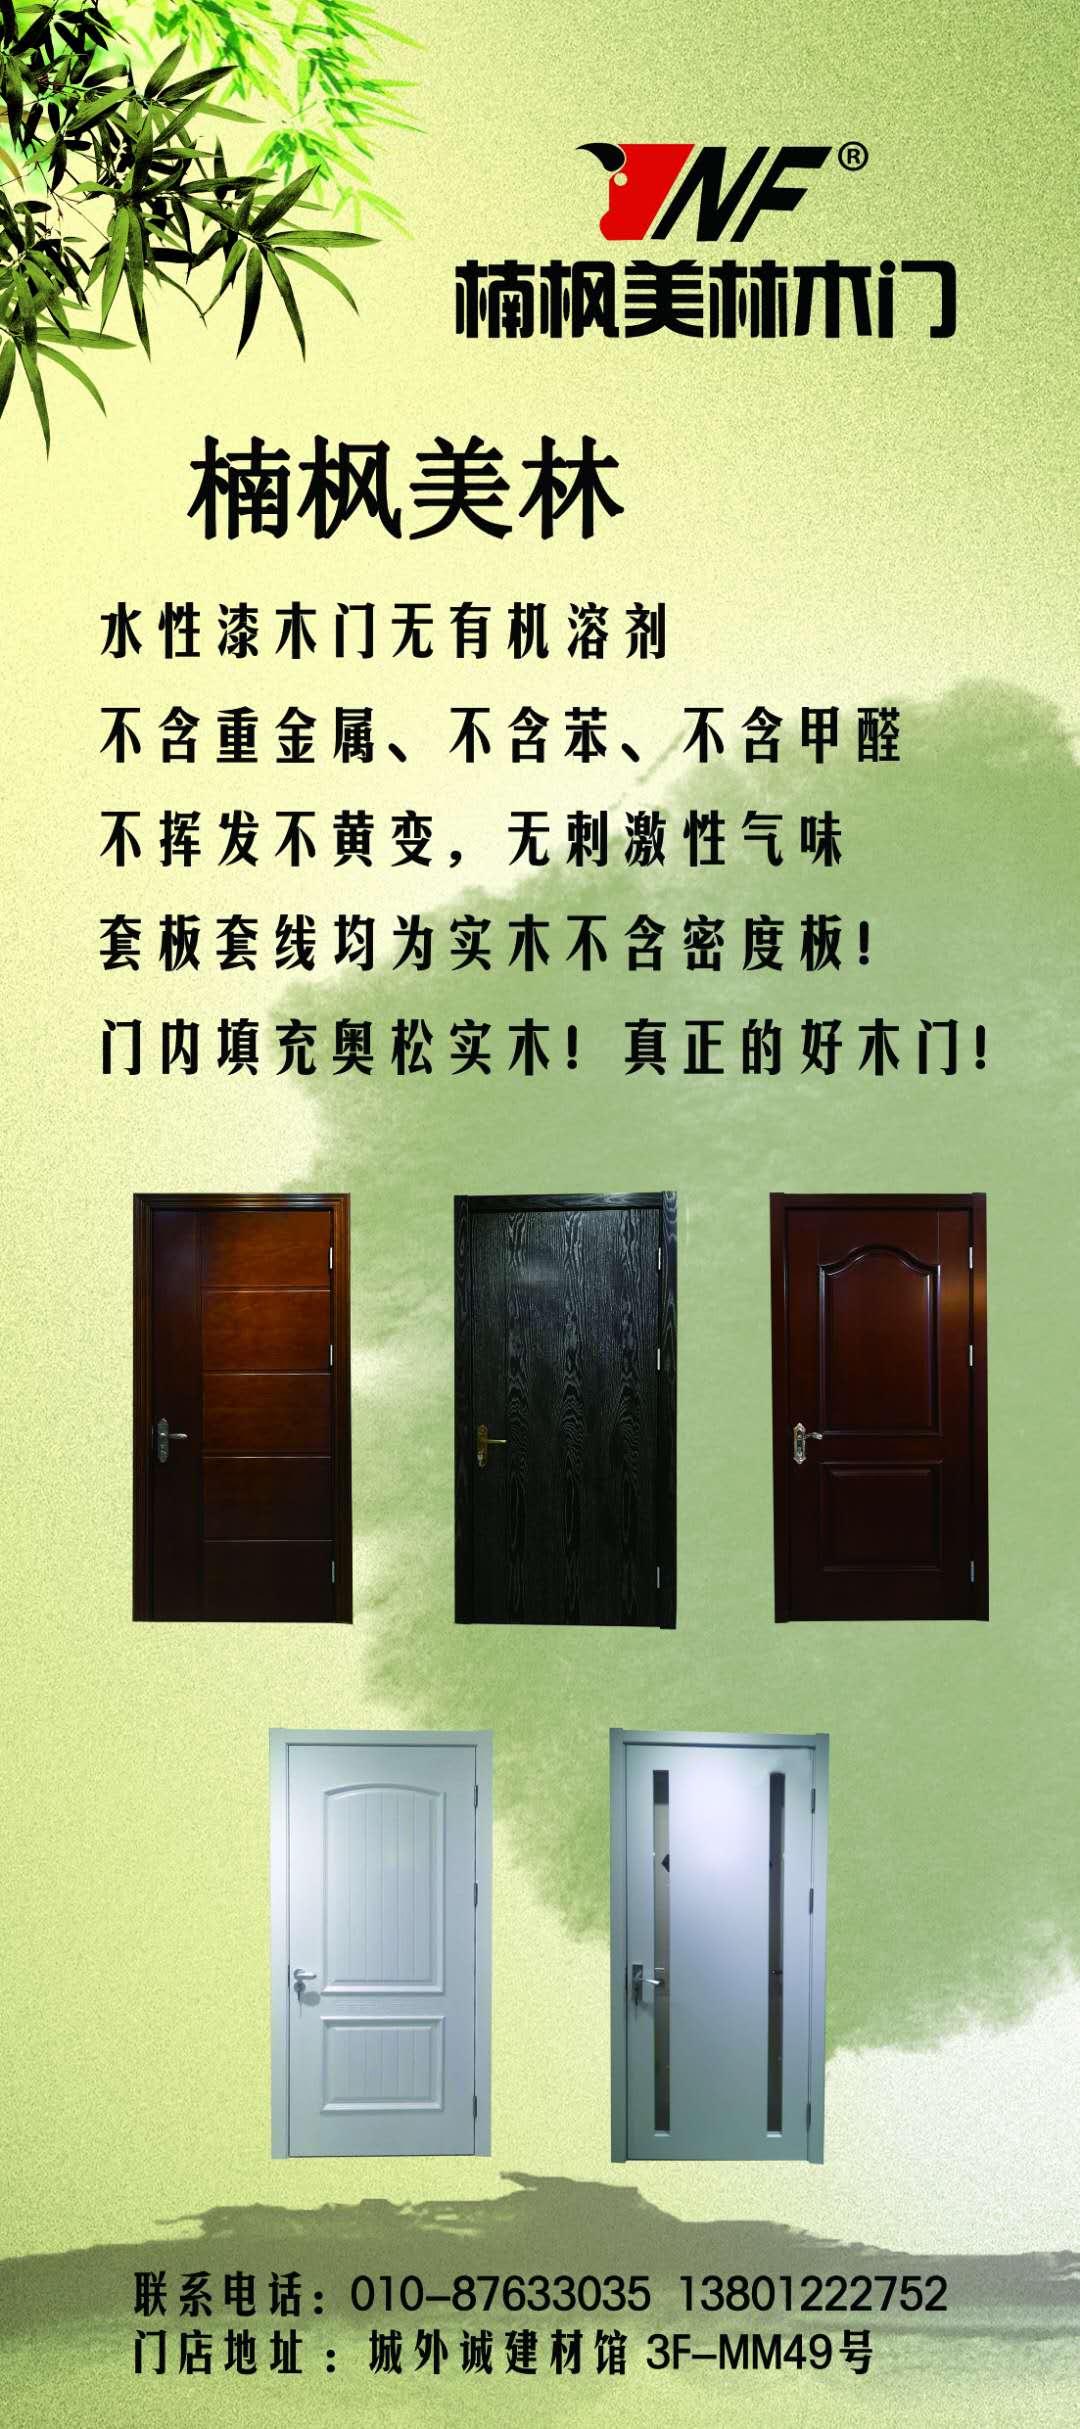 NF®
楠枫美林木门
楠枫美林
水性漆木门无有机溶剂
不含重金属、不含苯、不含甲醛
不挥发不黄变，无刺激性气味
套板套线均为实木不含密度板！
门内填充奥松实木！真正的好木门！
联系电话：010-87633035 13801222752
门店地址：城外诚建材馆 3F-MM49号